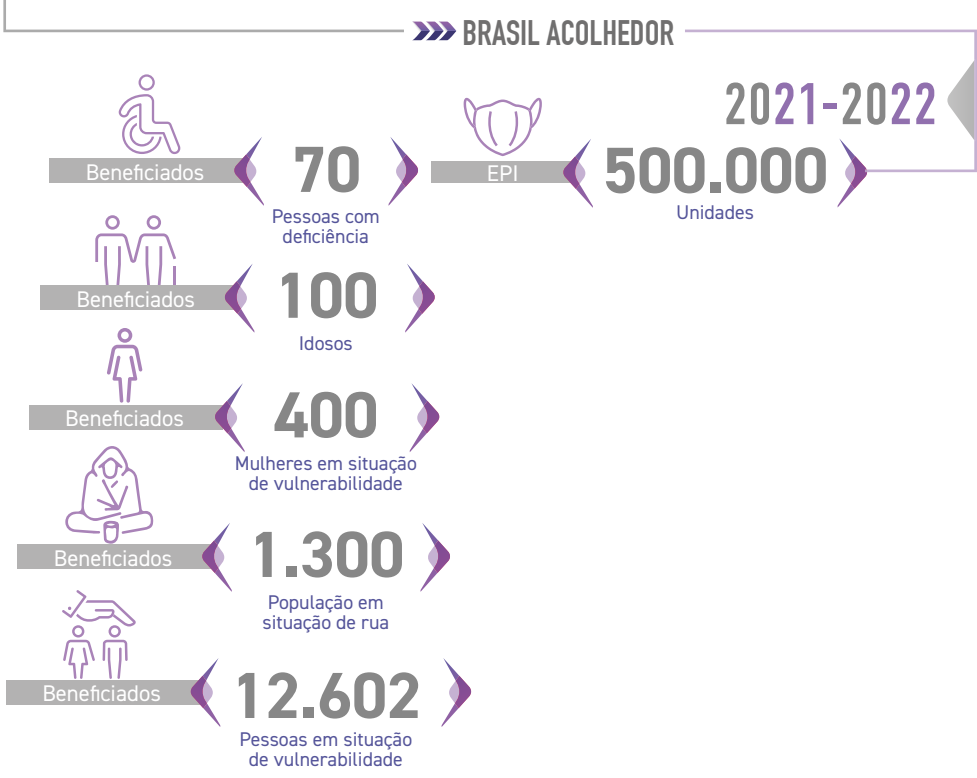 BRASIL ACOLHEDOR
2021-2022
Beneficiados
70
Pessoas com
deficiência
EPI
500.000
Unidades
Beneficiados
100
Idosos
Beneficiados
400
Mulheres em situação
de vulnerabilidade
Beneficiados
1.300
População em
situação de rua
Beneficiados
12.602
Pessoas em situação
de vulnerabilidade